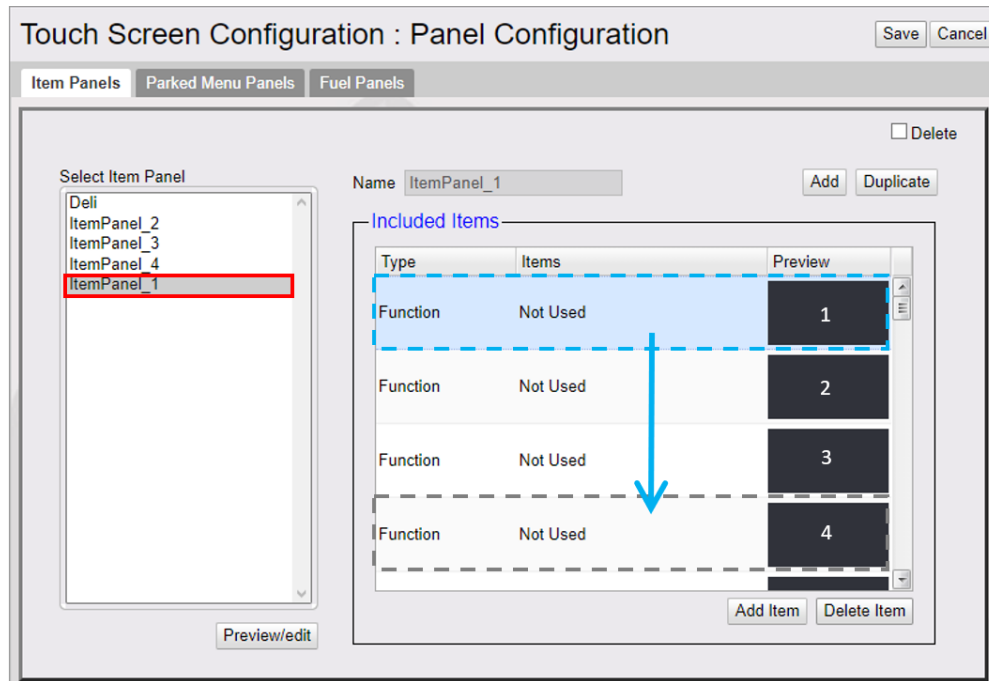 Touch Screen Configuration : Panel Configuration
Save
Cancel
Item Panels
Parked Menu Panels
Fuel Panels
Delete
Select Item Panel
Deli
ItemPanel_2
ItemPanel_3
ItemPanel_4
ItemPanel_1
Preview/edit
Name
ItemPanel_1
Add
Duplicate
Included Items
Type
Items
Preview
Function
Not Used
1
Function
Not Used
2
Function
Not Used
3
Function
Not Used
4
Add Item
Delete Item